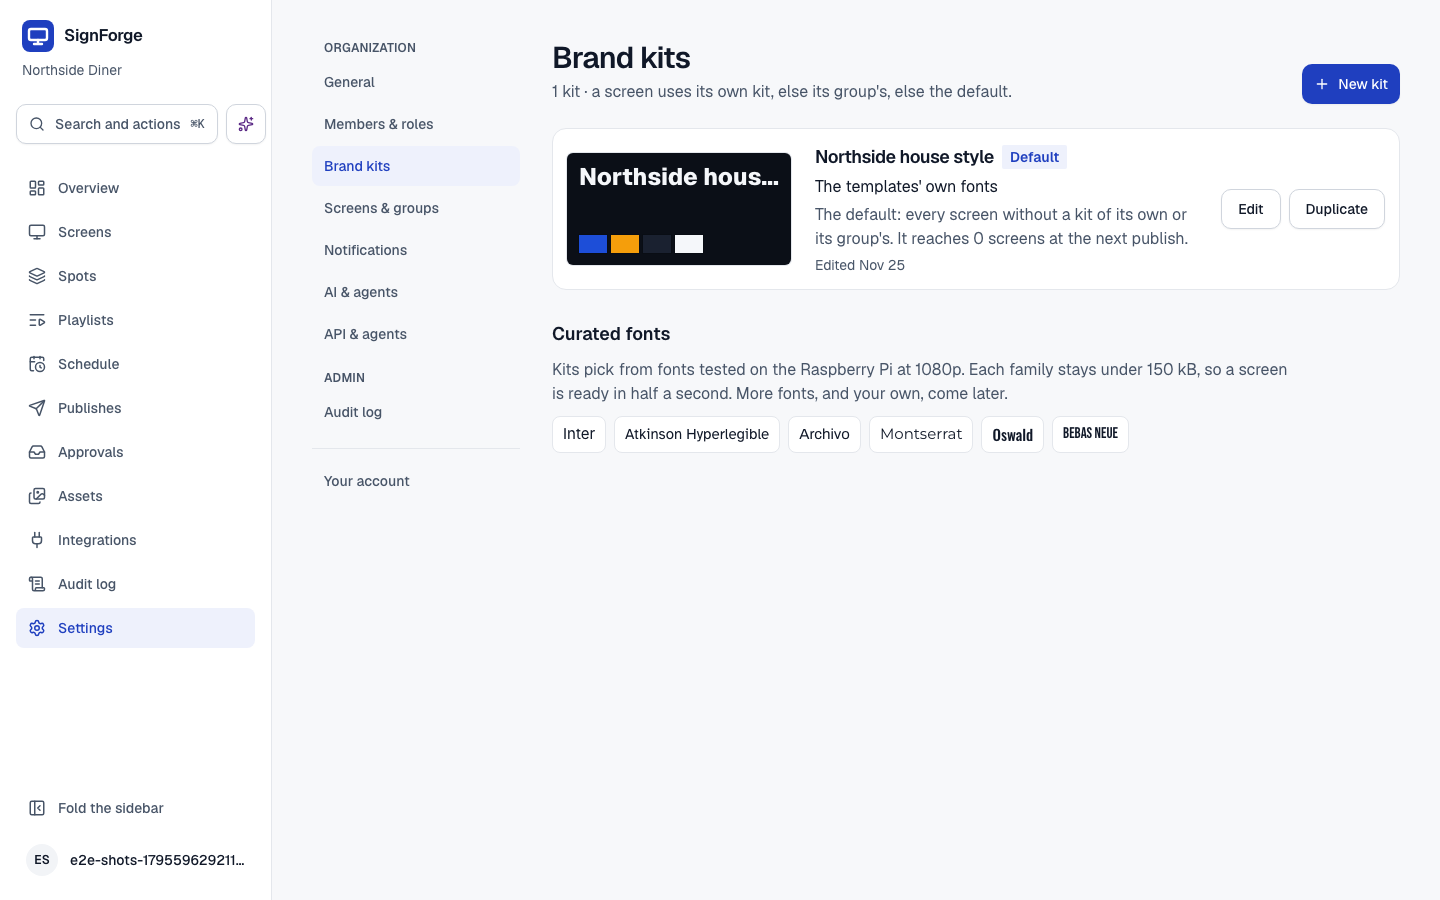 SignForge
Northside Diner
Search and actions ⌘K
Overview
Screens
Spots
Playlists
Schedule
Publishes
Approvals
Assets
Integrations
Audit log
Settings
Fold the sidebar
ES e2e-shots-179559629211...
ORGANIZATION
General
Members & roles
Brand kits
Screens & groups
Notifications
AI & agents
API & agents
ADMIN
Audit log
Your account
Brand kits
1 kit · a screen uses its own kit, else its group's, else the default.
New kit
Northside hous...
Northside house style Default
The templates' own fonts
The default: every screen without a kit of its own or
its group's. It reaches 0 screens at the next publish.
Edited Nov 25
Edit Duplicate
Curated fonts
Kits pick from fonts tested on the Raspberry Pi at 1080p. Each family stays under 150 kB, so a screen
is ready in half a second. More fonts, and your own, come later.
Inter Atkinson Hyperlegible Archivo Montserrat Oswald BEBAS NEUE